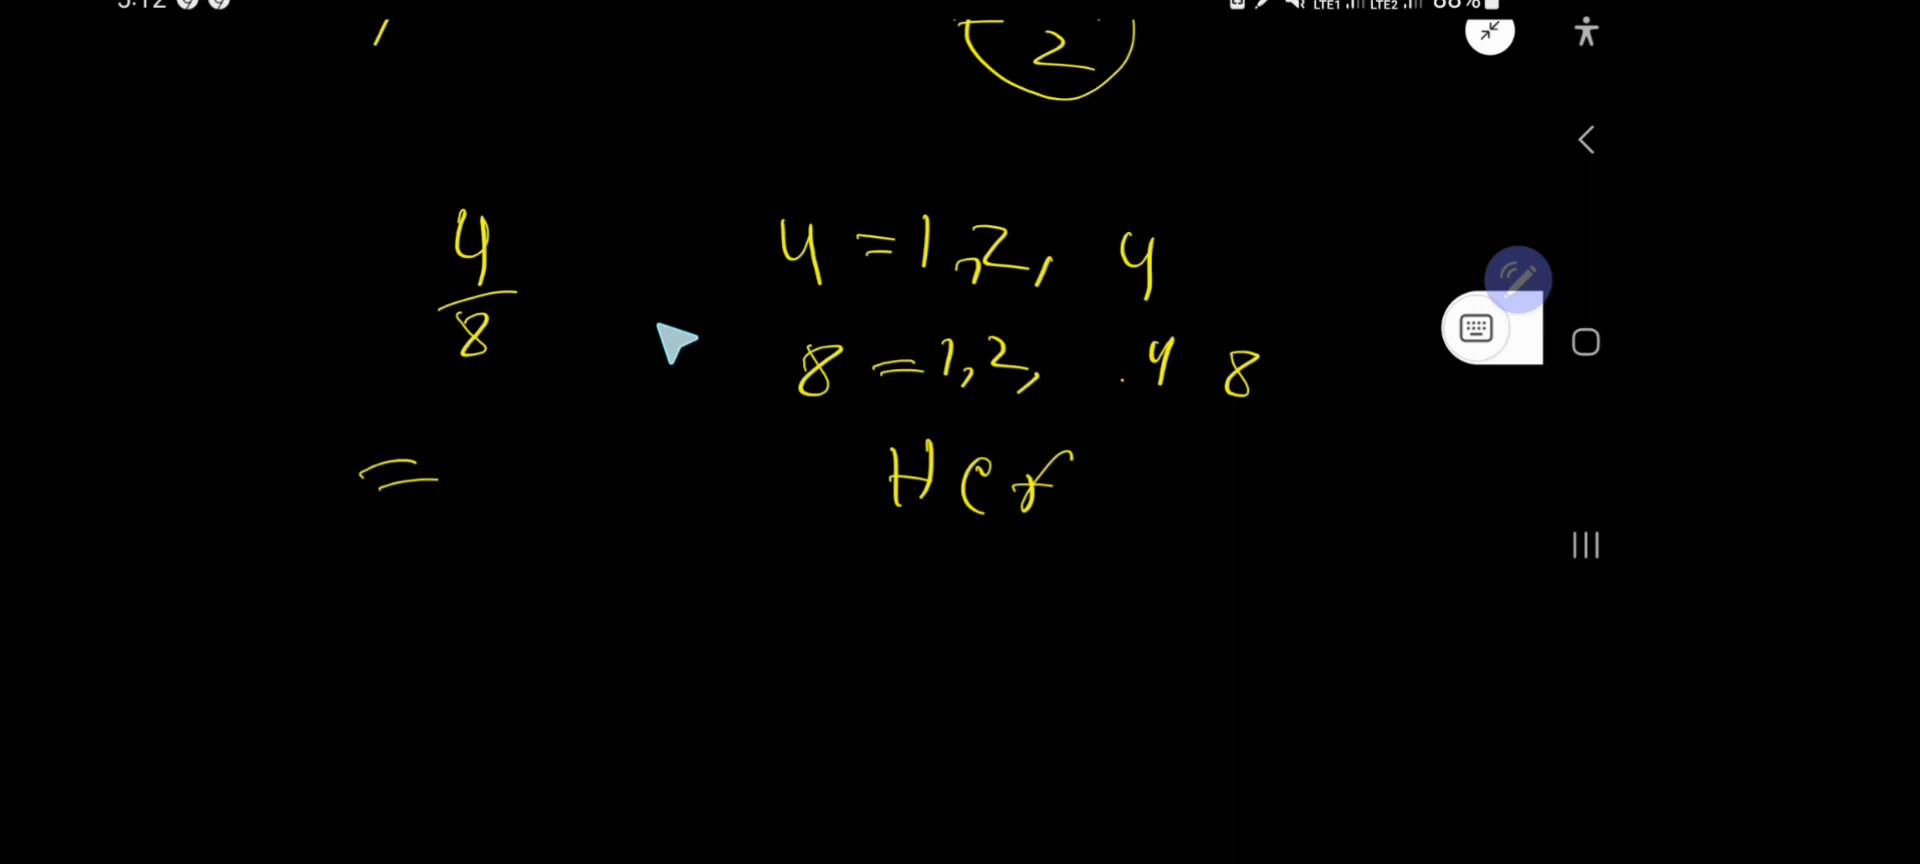 2
4/8
4 = 1, 2, 4
8 = 1, 2, . 4 8
=
Hcf